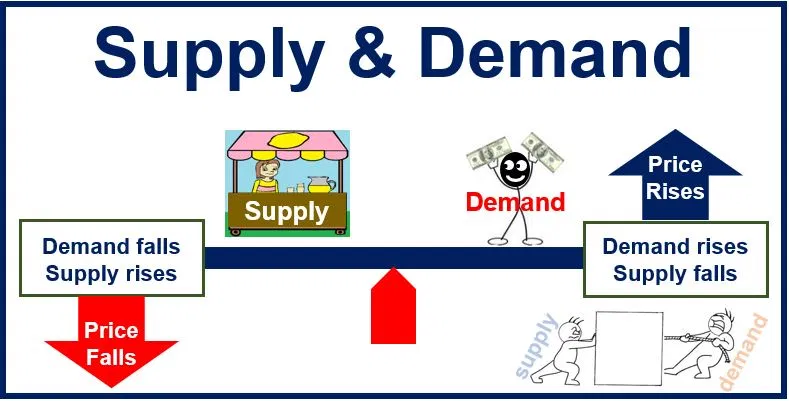 Supply & Demand
Supply
Demand
Price
Rises
Demand falls
Supply rises
Demand rises
Supply falls
Price
Falls
supply
demand